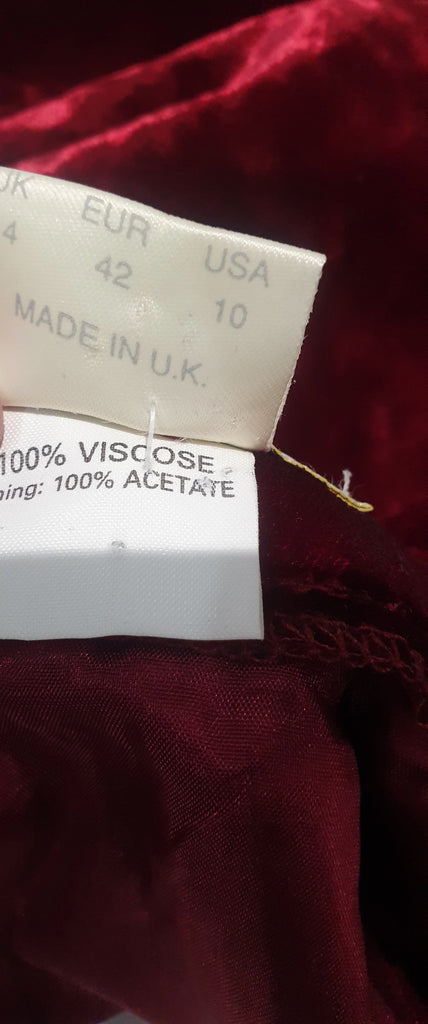 UK EUR USA
4 42 10
MADE IN U.K.
100% VISCOSE
ning: 100% ACETATE